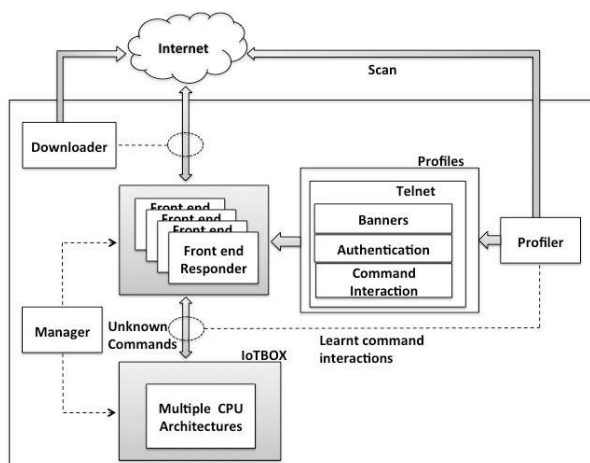 Internet
Scan
Downloader
Profiles
Telnet
Banners
Authentication
Command
Interaction
Profiler
Front end
Front end
Front end
Front end
Responder
Manager
Unknown
Commands
Learnt command
interactions
IoTBOX
Multiple CPU
Architectures